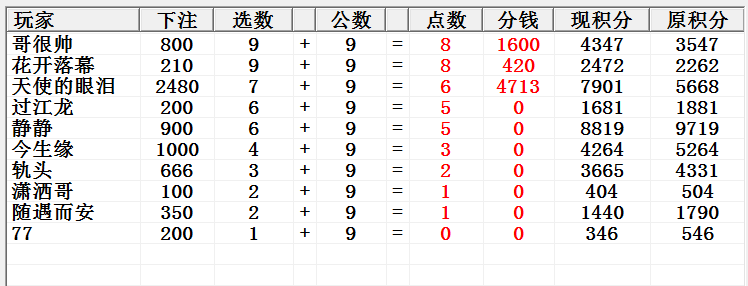 玩家 下注 选数 公数 点数 分钱 现积分 原积分
哥很帅 800 9 + 9 = 8 1600 4347 3547
花开落幕 210 9 + 9 = 8 420 2472 2262
天使的眼泪 2480 7 + 9 = 6 4713 7901 5668
过江龙 200 6 + 9 = 5 0 1681 1881
静静 900 6 + 9 = 5 0 8819 9719
今生缘 1000 4 + 9 = 3 0 4264 5264
轨头 666 3 + 9 = 2 0 3665 4331
潇洒哥 100 2 + 9 = 1 0 404 504
随遇而安 350 2 + 9 = 1 0 1440 1790
77 200 1 + 9 = 0 0 346 546